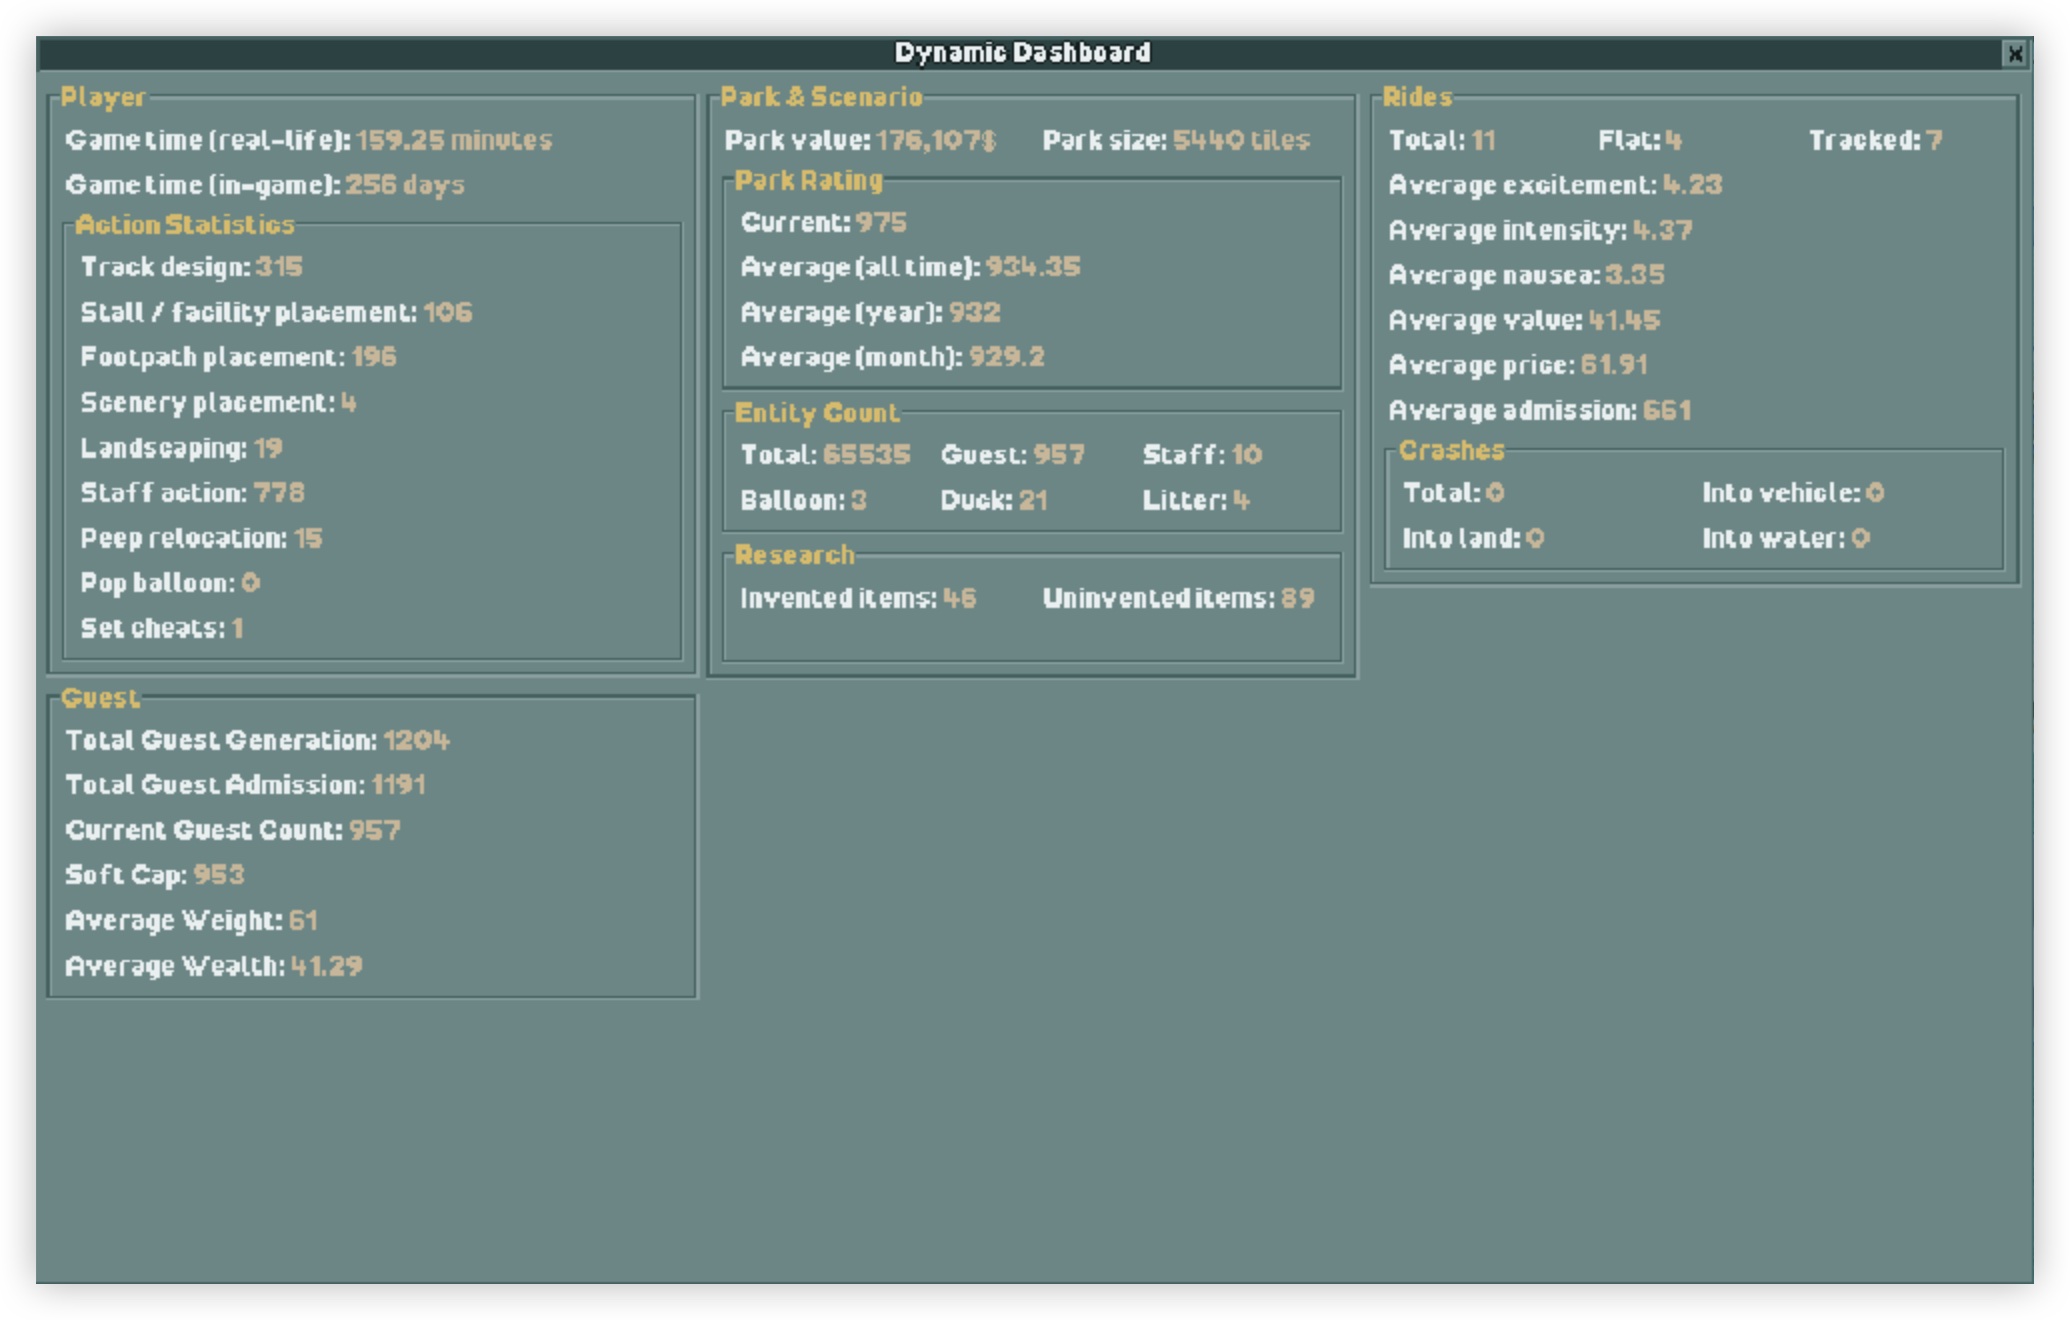 Dynamic Dashboard
Player
Game time (real-life): 159.25 minutes
Game time (in-game): 256 days
Action Statistics
Track design: 315
Stall / facility placement: 106
Footpath placement: 196
Scenery placement: 4
Landscaping: 19
Staff action: 778
Peep relocation: 15
Pop balloon: 0
Set cheats: 1
Guest
Total Guest Generation: 1204
Total Guest Admission: 1191
Current Guest Count: 957
Soft Cap: 953
Average Weight: 61
Average Wealth: 41.29
Park & Scenario
Park value: 176,107$ Park size: 5440 tiles
Park Rating
Current: 975
Average (all time): 934.35
Average (year): 932
Average (month): 929.2
Entity Count
Total: 65535 Guest: 957 Staff: 10
Balloon: 3 Duck: 21 Litter: 4
Research
Invented items: 46 Uninvented items: 89
Rides
Total: 11 Flat: 4 Tracked: 7
Average excitement: 4.23
Average intensity: 4.37
Average nausea: 3.35
Average value: 41.45
Average price: 61.91
Average admission: 661
Crashes
Total: 0 Into vehicle: 0
Into land: 0 Into water: 0